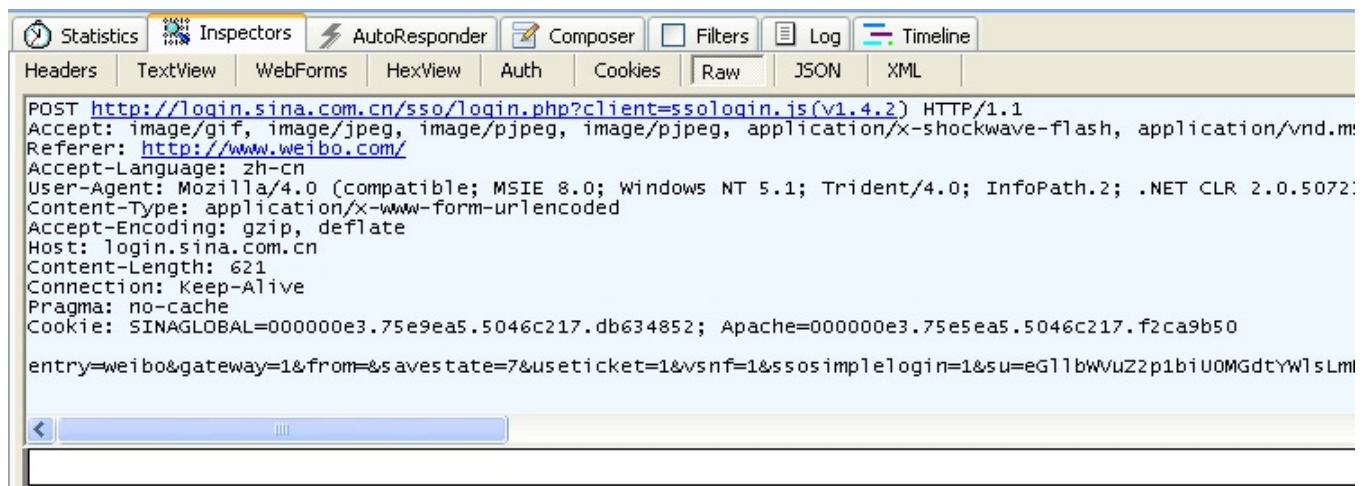 Statistics Inspectors AutoResponder Composer Filters Log Timeline
Headers TextView WebForms HexView Auth Cookies Raw JSON XML
POST http://login.sina.com.cn/sso/login.php?client=ssologin.js(v1.4.2) HTTP/1.1
Accept: image/gif, image/jpeg, image/pjpeg, image/pjpeg, application/x-shockwave-flash, application/vnd.ms
Referer: http://www.weibo.com/
Accept-Language: zh-cn
User-Agent: Mozilla/4.0 (compatible; MSIE 8.0; Windows NT 5.1; Trident/4.0; InfoPath.2; .NET CLR 2.0.5072
Content-Type: application/x-www-form-urlencoded
Accept-Encoding: gzip, deflate
Host: login.sina.com.cn
Content-Length: 621
Connection: Keep-Alive
Pragma: no-cache
Cookie: SINAGLOBAL=000000e3.75e9ea5.5046c217.db634852; Apache=000000e3.75e5ea5.5046c217.f2ca9b50
entry=weibo&gateway=1&from=&savestate=7&useticket=1&vsnf=1&ssosimplelogin=1&su=eGllbWVuZ2p1biU0MGdtYWlsLm